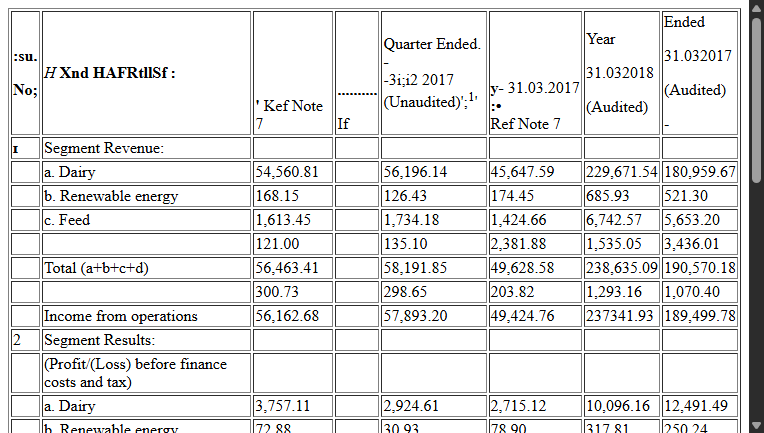 :su.
No;
H Xnd HAFRtllSf :
' Kef Note
7
..........
If
Quarter Ended.
-
-3i;i2 2017
(Unaudited)';1'
y- 31.03.2017
:•
Ref Note 7
Year
31.032018
(Audited)
Ended
31.032017
(Audited)
-
ɪ Segment Revenue:
a. Dairy 54,560.81 56,196.14 45,647.59 229,671.54 180,959.67
b. Renewable energy 168.15 126.43 174.45 685.93 521.30
c. Feed 1,613.45 1,734.18 1,424.66 6,742.57 5,653.20
121.00 135.10 2,381.88 1,535.05 3,436.01
Total (a+b+c+d) 56,463.41 58,191.85 49,628.58 238,635.09 190,570.18
300.73 298.65 203.82 1,293.16 1,070.40
Income from operations 56,162.68 57,893.20 49,424.76 237341.93 189,499.78
2 Segment Results:
(Profit/(Loss) before finance
costs and tax)
a. Dairy 3,757.11 2,924.61 2,715.12 10,096.16 12,491.49
b. Renewable energy 72.88 30.93 78.90 317.81 250.24